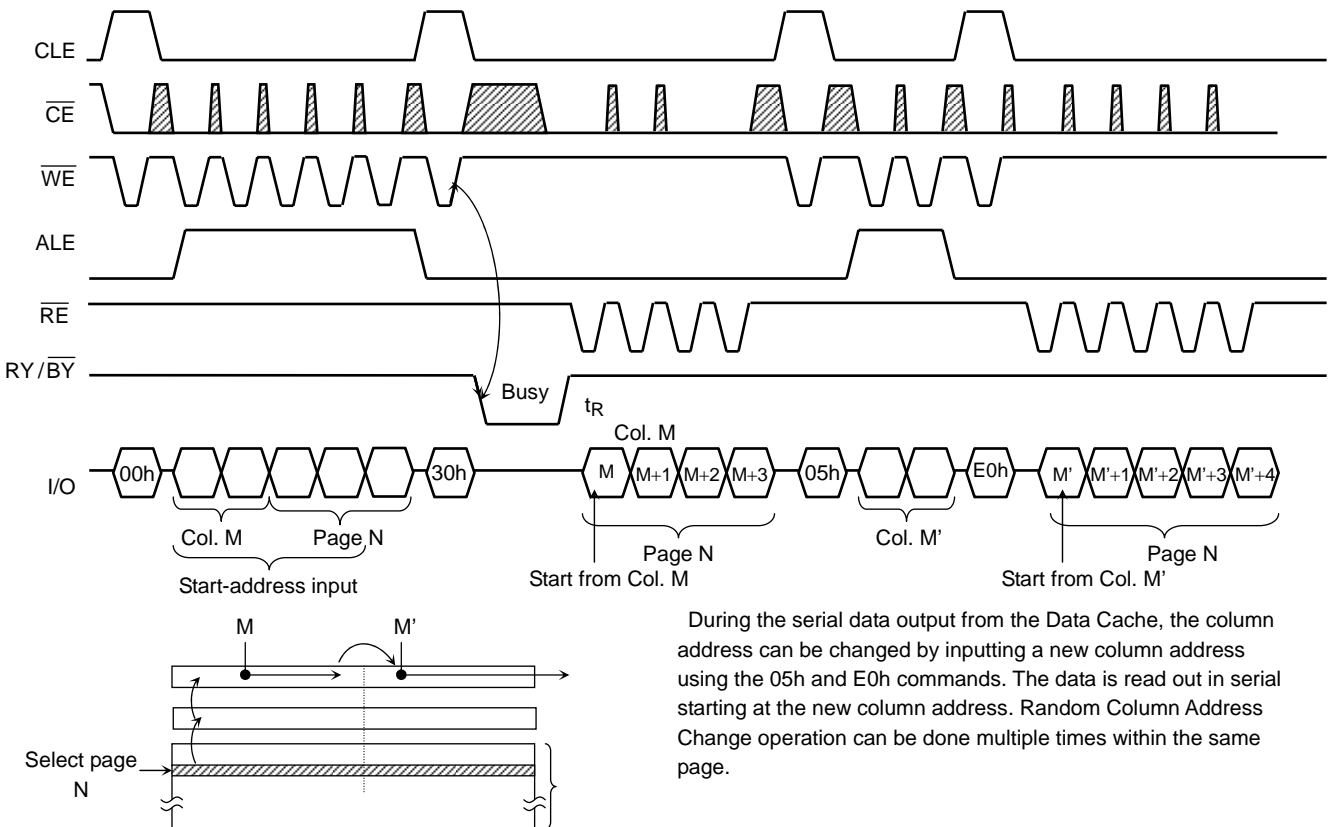 CLE
CE
WE
ALE
RE
RY/BY
Busy
tR
Col. M
I/O
00h
30h
M
M+1
M+2
M+3
05h
E0h
M'
M'+1
M'+2
M'+3
M'+4
Col. M
Page N
Page N
Col. M’
Page N
Start-address input
Start from Col. M
Start from Col. M’
M
M’
Select page
N
During the serial data output from the Data Cache, the column
address can be changed by inputting a new column address
using the 05h and E0h commands. The data is read out in serial
starting at the new column address. Random Column Address
Change operation can be done multiple times within the same
page.